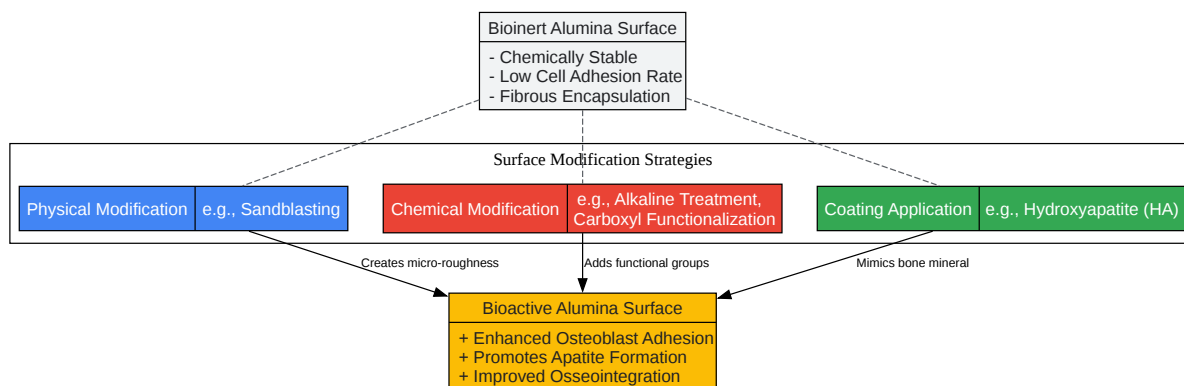 Bioinert Alumina Surface
- Chemically Stable
- Low Cell Adhesion Rate
- Fibrous Encapsulation
Surface Modification Strategies
Physical Modification
e.g., Sandblasting
Chemical Modification
e.g., Alkaline Treatment,
Carboxyl Functionalization
Coating Application
e.g., Hydroxyapatite (HA)
Creates micro-roughness
Adds functional groups
Mimics bone mineral
Bioactive Alumina Surface
+ Enhanced Osteoblast Adhesion
+ Promotes Apatite Formation
+ Improved Osseointegration